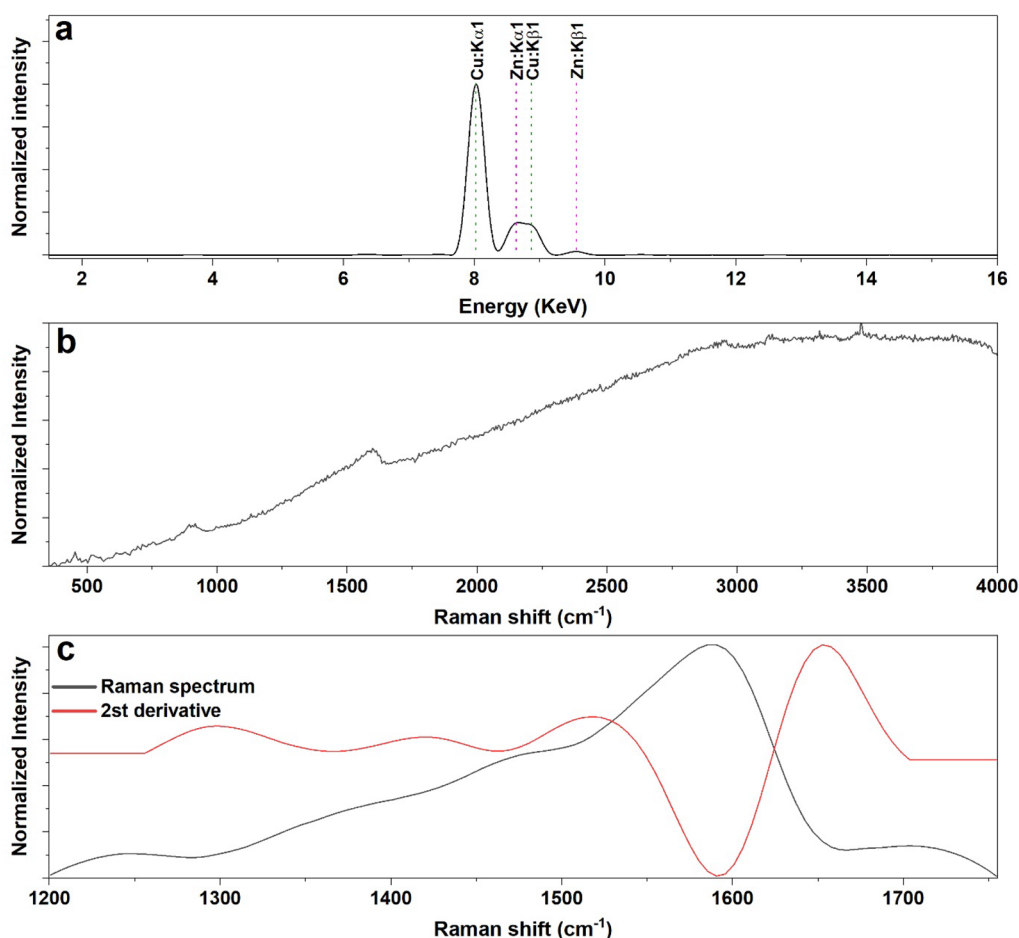 a
Cu:Kα1
Zn:Kα1
Cu:Kβ1
Zn:Kβ1
Normalized intensity
2 4 6 8 10 12 14 16
Energy (KeV)
b
Normalized Intensity
500 1000 1500 2000 2500 3000 3500 4000
Raman shift (cm⁻¹)
c
Raman spectrum
2st derivative
Normalized Intensity
1200 1300 1400 1500 1600 1700
Raman shift (cm⁻¹)